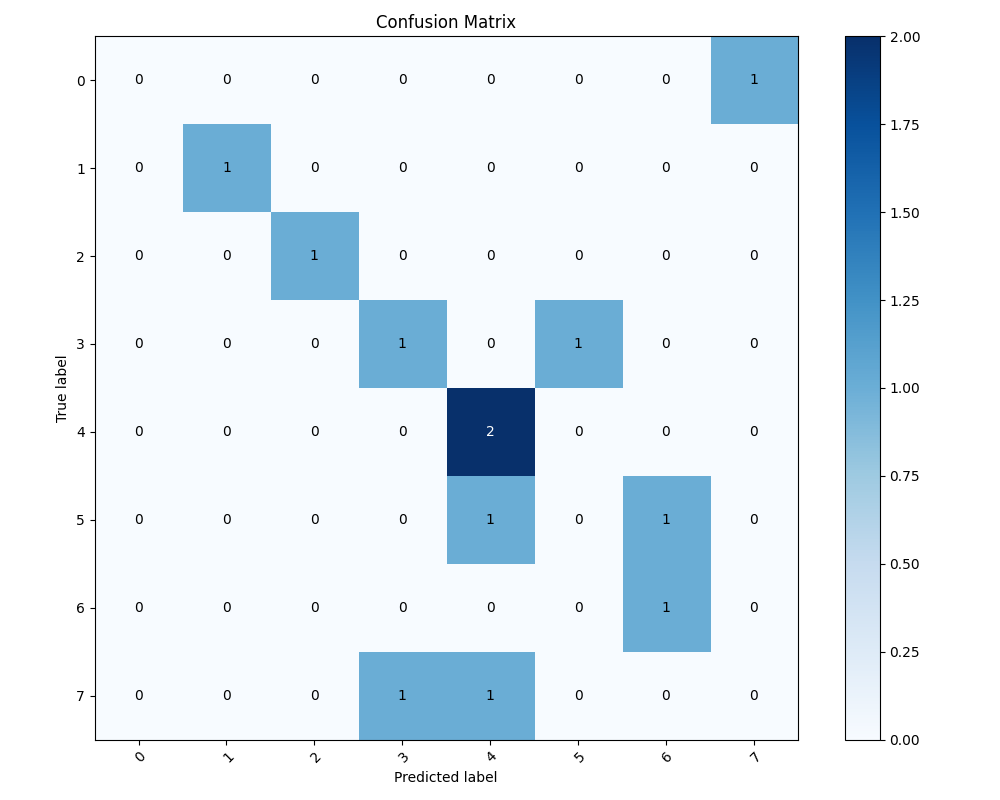 Confusion Matrix
True label
0 0 0 0 0 0 0 0 1
1 0 1 0 0 0 0 0 0
2 0 0 1 0 0 0 0 0
3 0 0 0 1 0 1 0 0
4 0 0 0 0 2 0 0 0
5 0 0 0 0 1 0 1 0
6 0 0 0 0 0 0 1 0
7 0 0 0 1 1 0 0 0
0 1 2 3 4 5 6 7
Predicted label
2.00
1.75
1.50
1.25
1.00
0.75
0.50
0.25
0.00